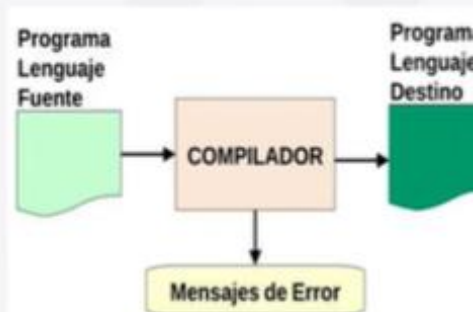 Programa
Lenguaje
Fuente
COMPILADOR
Programa
Lenguaje
Destino
Mensajes de Error